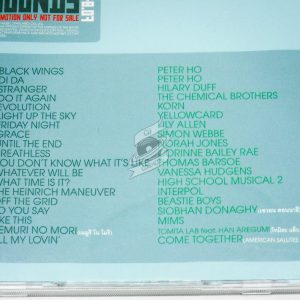 SOUNDS
PROMOTION ONLY NOT FOR SALE
BLACK WINGS PETER HO
DI DA PETER HO
STRANGER HILARY DUFF
DO IT AGAIN THE CHEMICAL BROTHERS
EVOLUTION KORN
LIGHT UP THE SKY YELLOWCARD
FRIDAY NIGHT LILY ALLEN
GRACE SIMON WEBBE
UNTIL THE END NORAH JONES
BREATHLESS CORINNE BAILEY RAE
YOU DON'T KNOW WHAT IT'S LIKE THOMAS BARSOE
WHATEVER WILL BE VANESSA HUDGENS
WHAT TIME IS IT? HIGH SCHOOL MUSICAL 2
THE HEINRICH MANEUVER INTERPOL
OFF THE GRID BEASTIE BOYS
SO YOU SAY SIOBHAN DONAGHY
LIKE THIS MIMS
NEMURI NO MORI TOMITA LAB feat. HAN AREGUMI
ALL MY LOVIN' COME TOGETHER (AMERICAN SALUTE)